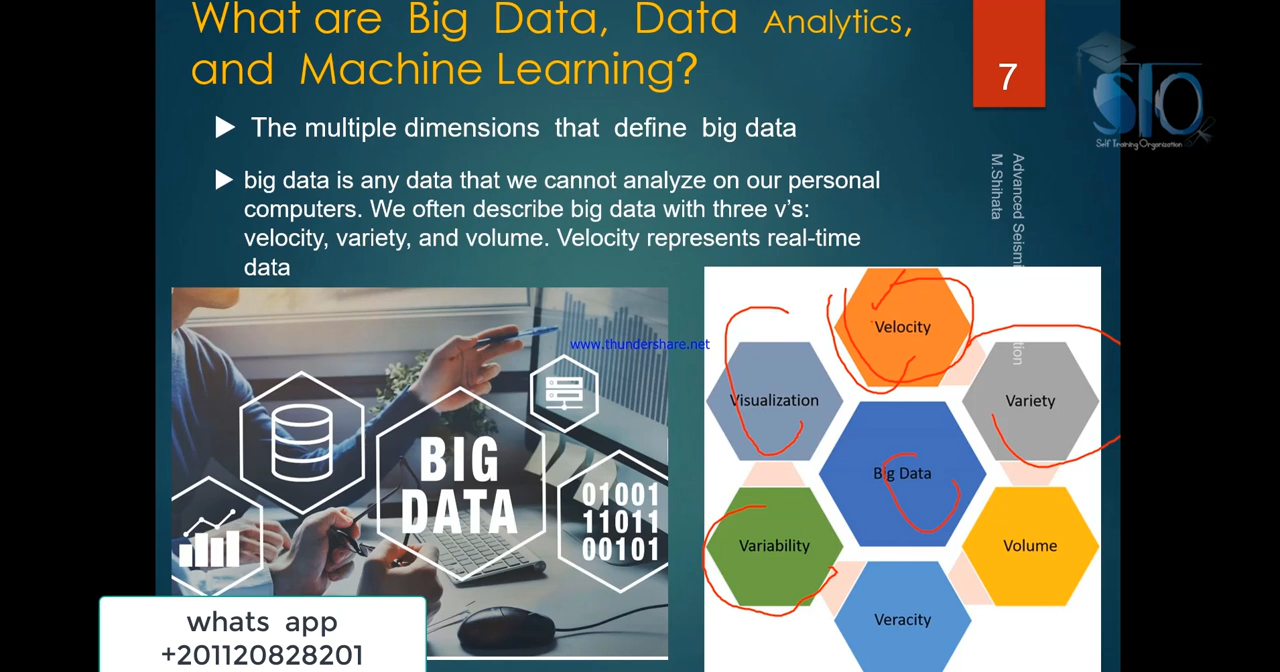 What are Big Data, Data Analytics,
and Machine Learning?
7
STO
Self Training Organization
The multiple dimensions that define big data
big data is any data that we cannot analyze on our personal
computers. We often describe big data with three v's:
velocity, variety, and volume. Velocity represents real-time
data
Advanced
M.Shihata
www.thundershare.net
BIG
DATA
01001
11011
00101
Velocity
Visualization
Variety
Big Data
Variability
Volume
Veracity
whats app
+201120828201